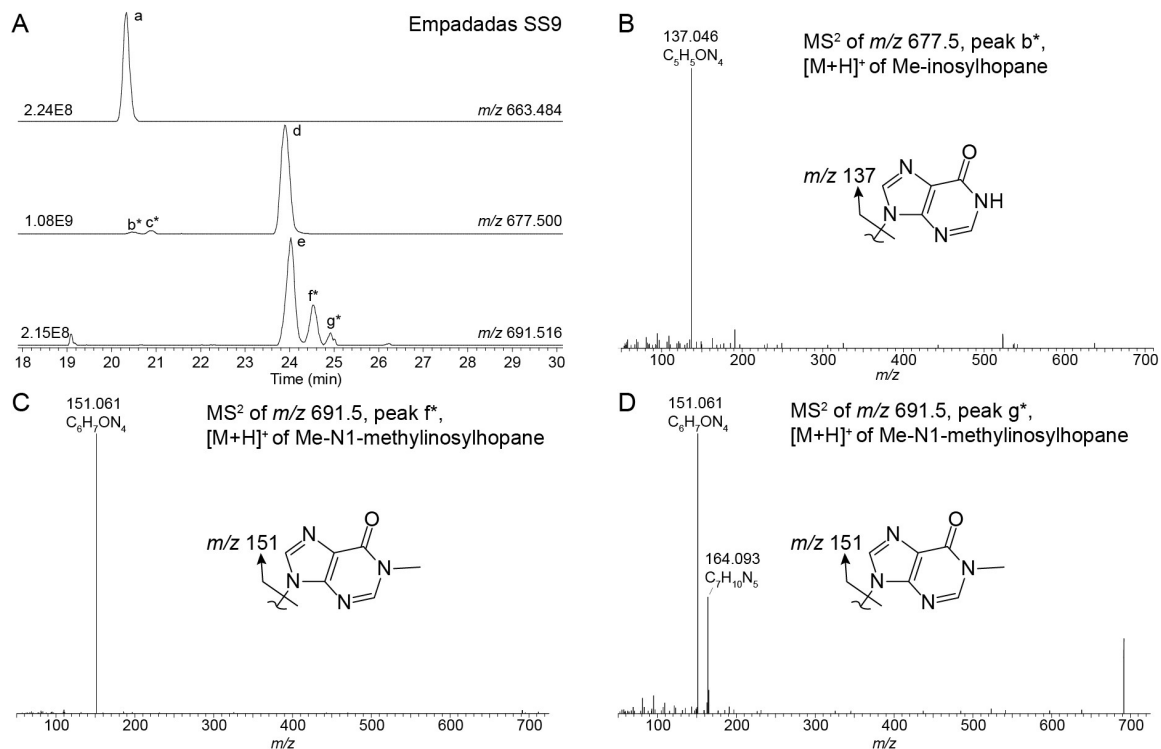 A
Empadadas SS9
a
2.24E8
m/z 663.484
d
1.08E9
b* c*
m/z 677.500
e
f*
g*
2.15E8
m/z 691.516
18 19 20 21 22 23 24 25 26 27 28 29 30
Time (min)
B
137.046
C₅H₅ON₄
MS² of m/z 677.5, peak b*,
[M+H]⁺ of Me-inosylhopane
m/z 137
N
O
NH
N
N
100 200 300 400 500 600 700
m/z
C
151.061
C₆H₇ON₄
MS² of m/z 691.5, peak f*,
[M+H]⁺ of Me-N1-methylinosylhopane
m/z 151
N
O
N
N
N
100 200 300 400 500 600 700
m/z
D
151.061
C₆H₇ON₄
MS² of m/z 691.5, peak g*,
[M+H]⁺ of Me-N1-methylinosylhopane
164.093
C₇H₁₀N₅
m/z 151
N
O
N
N
N
100 200 300 400 500 600 700
m/z